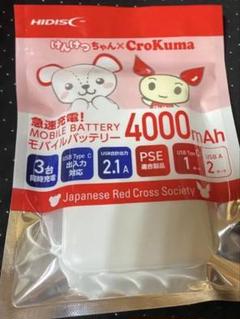 HIDISC
けんけつちゃん×CroKuma
急速充電!
MOBILE BATTERY
モバイルバッテリー
4000mAh
3台
同時充電
USB Type C
出入力
対応
USB合計出力
2.1A
PSE
適合製品
USB Type C
1
USB A
2
Japanese Red Cross Society